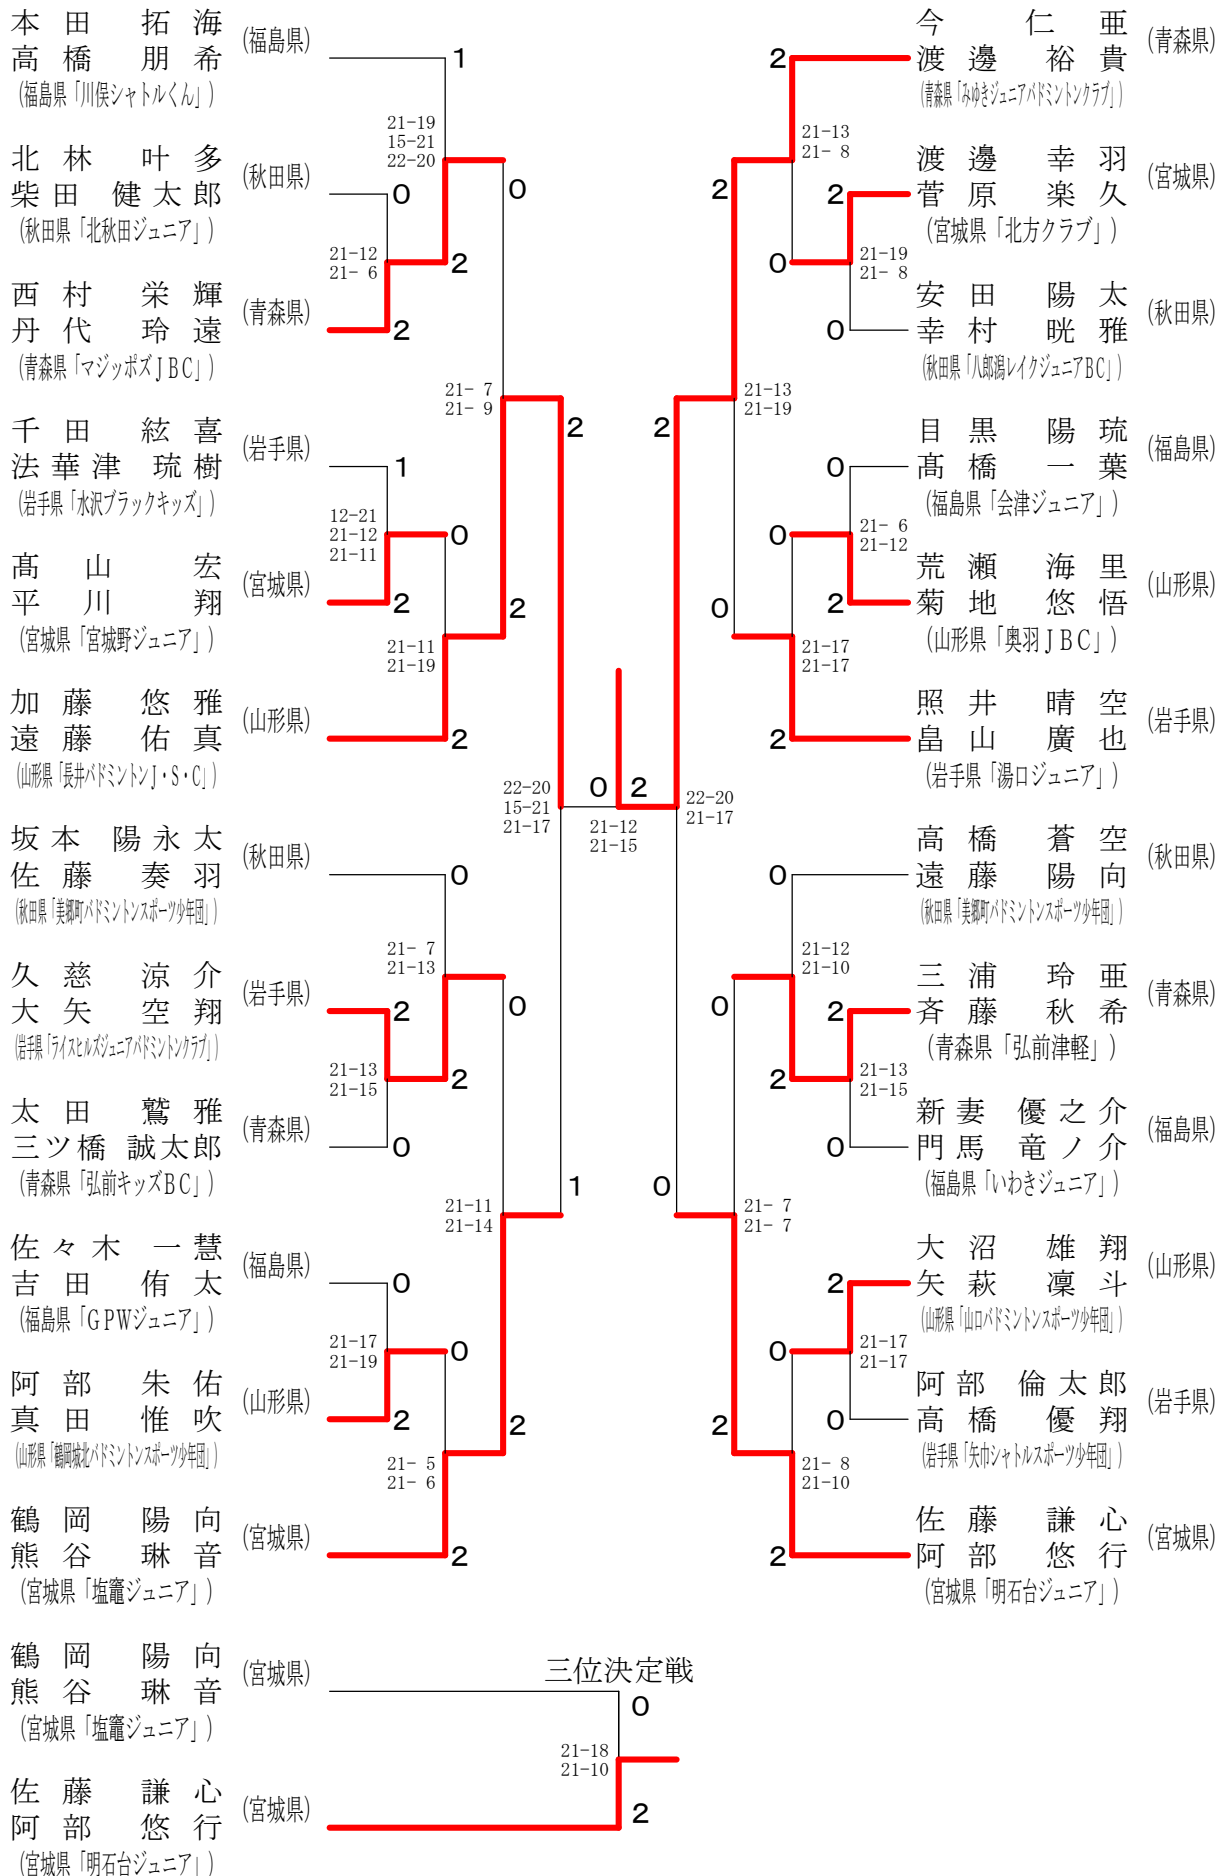 本田 拓海
高橋 朋希
(福島県)
(福島県「川俣シャトルくん」)
1
21-19
15-21
22-20
北林 叶多
柴田 健太郎
(秋田県)
(秋田県「北秋田ジュニア」)
0
0
21-12
21- 6
2
西村 栄輝
丹代 玲遠
(青森県)
(青森県「マジッポズJBC」)
2
21- 7
21- 9
2
千田 絃喜
法華津 琉樹
(岩手県)
(岩手県「水沢ブラックキッズ」)
1
12-21
21-12
21-11
0
髙山 宏
平川 翔
(宮城県)
(宮城県「宮城野ジュニア」)
2
2
21-11
21-19
加藤 悠雅
遠藤 佑真
(山形県)
(山形県「長井バドミントンJ・S・C」)
2
22-20
15-21
21-17
0
2
21-12
21-15
坂本 陽永太
佐藤 奏羽
(秋田県)
(秋田県「美郷町バドミントンスポーツ少年団」)
0
21- 7
21-13
久慈 涼介
大矢 空翔
(岩手県)
(岩手県「ライスヒルズジュニアバドミントンクラブ」)
2
0
21-13
21-15
2
太田 鷲雅
三ツ橋 誠太郎
(青森県)
(青森県「弘前キッズBC」)
0
21-11
21-14
1
佐々木 一慧
吉田 侑太
(福島県)
(福島県「GPWジュニア」)
0
21-17
21-19
0
阿部 朱佑
真田 惟吹
(山形県)
(山形県「鶴岡城北バドミントンスポーツ少年団」)
2
2
21- 5
21- 6
鶴岡 陽向
熊谷 琳音
(宮城県)
(宮城県「塩竈ジュニア」)
2
今 仁亜
渡邊 裕貴
(青森県)
(青森県「みゆきジュニアバドミントンクラブ」)
2
21-13
21- 8
渡邊 幸羽
菅原 楽久
(宮城県)
(宮城県「北方クラブ」)
2
2
21-19
21- 8
0
安田 陽太
幸村 晄雅
(秋田県)
(秋田県「八郎潟レイクジュニアBC」)
0
21-13
21-19
2
目黒 陽琉
髙橋 一葉
(福島県)
(福島県「会津ジュニア」)
0
21- 6
21-12
0
荒瀬 海里
菊地 悠悟
(山形県)
(山形県「奥羽JBC」)
2
0
21-17
21-17
照井 晴空
畠山 廣也
(岩手県)
(岩手県「湯口ジュニア」)
2
22-20
21-17
高橋 蒼空
遠藤 陽向
(秋田県)
(秋田県「美郷町バドミントンスポーツ少年団」)
0
21-12
21-10
三浦 玲亜
斉藤 秋希
(青森県)
(青森県「弘前津軽」)
2
0
21-13
21-15
2
新妻 優之介
門馬 竜ノ介
(福島県)
(福島県「いわきジュニア」)
0
21- 7
21- 7
0
大沼 雄翔
矢萩 凜斗
(山形県)
(山形県「山口バドミントンスポーツ少年団」)
2
21-17
21-17
0
阿部 倫太郎
高橋 優翔
(岩手県)
(岩手県「矢巾シャトルスポーツ少年団」)
0
2
21- 8
21-10
佐藤 謙心
阿部 悠行
(宮城県)
(宮城県「明石台ジュニア」)
2
三位決定戦
鶴岡 陽向
熊谷 琳音
(宮城県)
(宮城県「塩竈ジュニア」)
0
21-18
21-10
佐藤 謙心
阿部 悠行
(宮城県)
(宮城県「明石台ジュニア」)
2